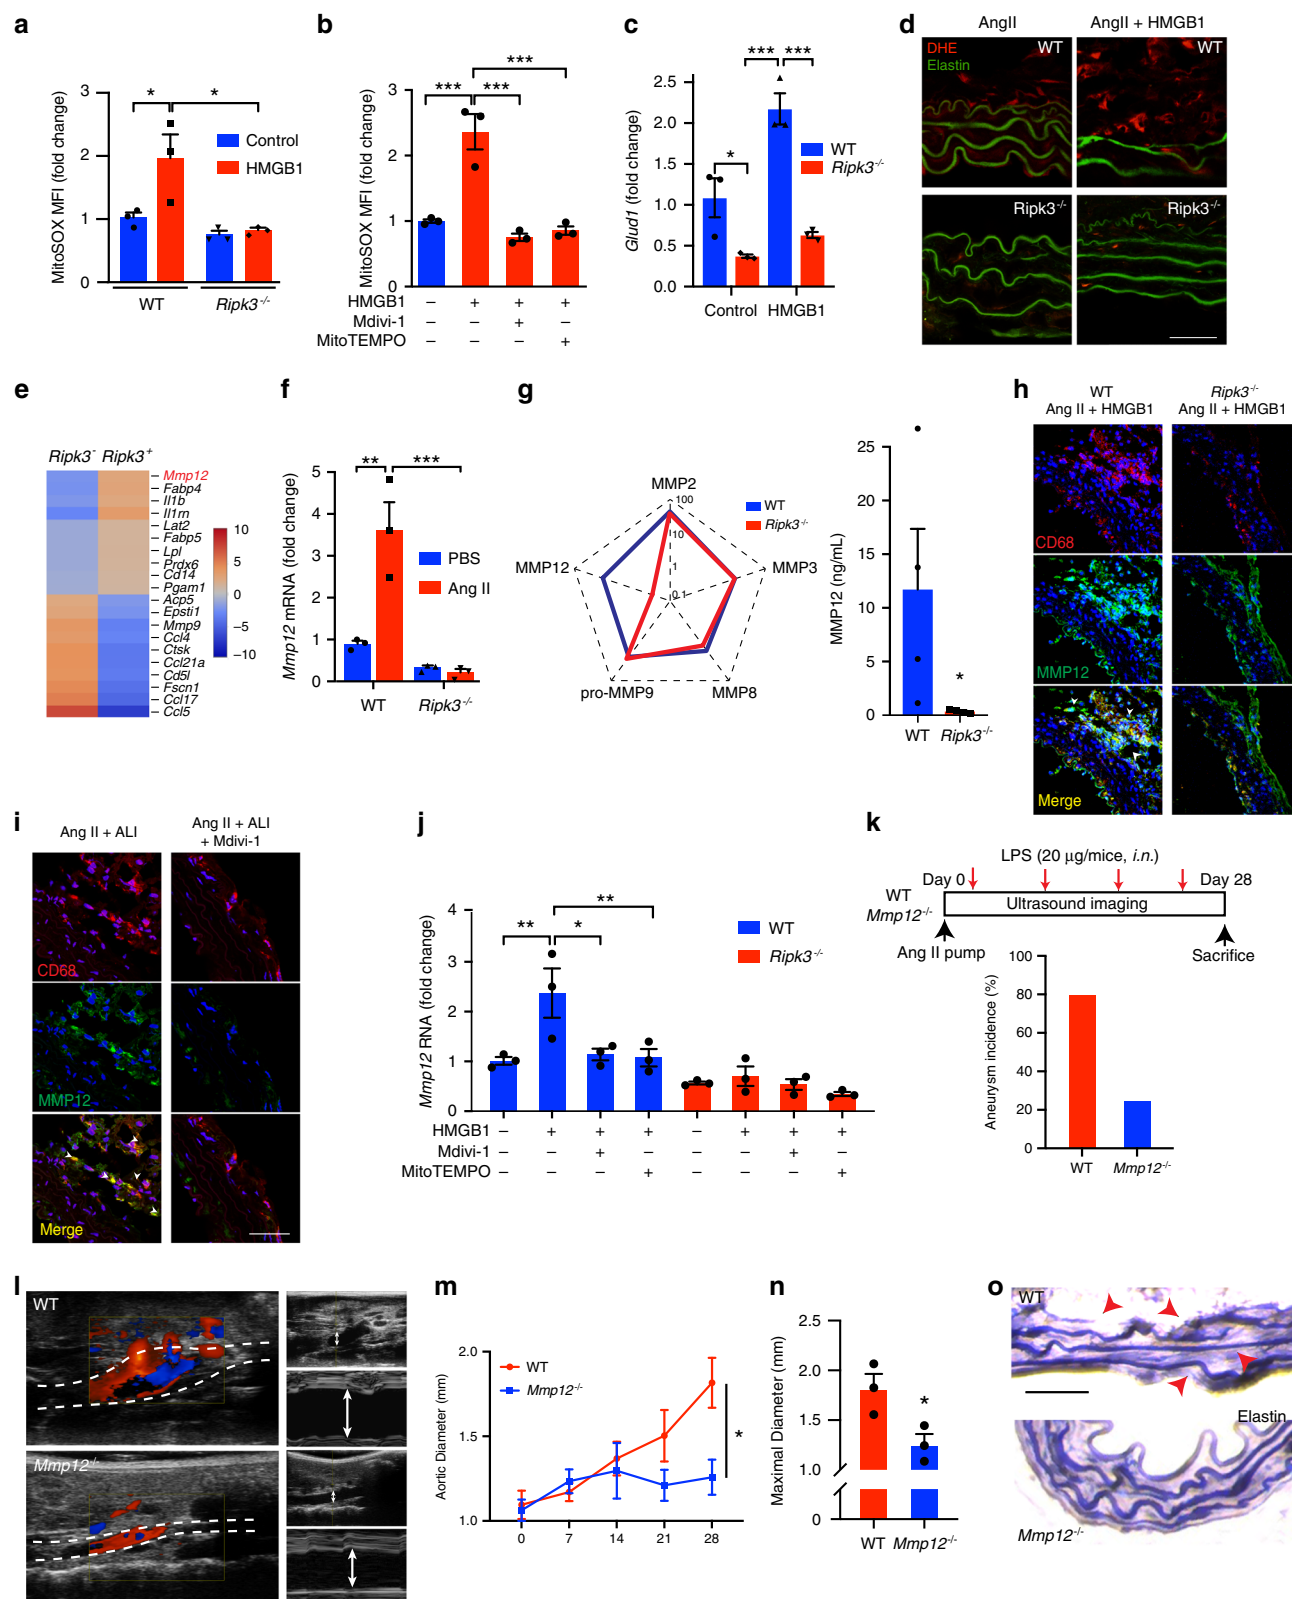 a
MitoSOX MFI (fold change)
3
2
1
0
*
*
Control
HMGB1
WT
Ripk3-/-
b
MitoSOX MFI (fold change)
3
2
1
0
***
***
***
HMGB1 – + + +
Mdivi-1 – – + –
MitoTEMPO – – – +
c
Glud1 (fold change)
2.5
2.0
1.5
1.0
0.5
0.0
*
***
***
WT
Ripk3-/-
Control
HMGB1
d
AngII
AngII + HMGB1
DHE
Elastin
WT
WT
Ripk3-/-
Ripk3-/-
e
Ripk3- Ripk3+
Mmp12
Fabp4
Il1b
Il1rn
Lat2
Fabp5
Lpl
Prdx6
Cd14
Pgam1
Acp5
Epsti1
Mmp9
Ccl4
Ctsk
Ccl21a
Cd5l
Fscn1
Ccl17
Ccl5
10
5
0
−5
−10
f
Mmp12 mRNA (fold change)
5
4
3
2
1
0
**
***
PBS
Ang II
WT
Ripk3-/-
g
MMP2
MMP3
MMP8
pro-MMP9
MMP12
100
10
1
0.1
WT
Ripk3-/-
MMP12 (ng/mL)
25
20
15
10
5
0
*
WT Ripk3-/-
h
WT
Ang II + HMGB1
Ripk3-/-
Ang II + HMGB1
CD68
MMP12
Merge
i
Ang II + ALI
Ang II + ALI
+ Mdivi-1
CD68
MMP12
Merge
j
Mmp12 RNA (fold change)
4
3
2
1
0
**
*
**
WT
Ripk3-/-
HMGB1 – + + + – + + +
Mdivi-1 – – + – – – + –
MitoTEMPO – – – + – – – +
k
LPS (20 μg/mice, i.n.)
Day 0
Day 28
WT
Mmp12-/-
Ultrasound imaging
Ang II pump
Sacrifice
Aneurysm incidence (%)
100
80
60
40
20
0
WT
Mmp12-/-
l
WT
Mmp12-/-
m
Aortic Diameter (mm)
2.0
1.5
1.0
WT
Mmp12-/-
*
0 7 14 21 28
n
Maximal Diameter (mm)
2.5
2.0
1.5
1.0
0
*
WT Mmp12-/-
o
WT
Elastin
Mmp12-/-